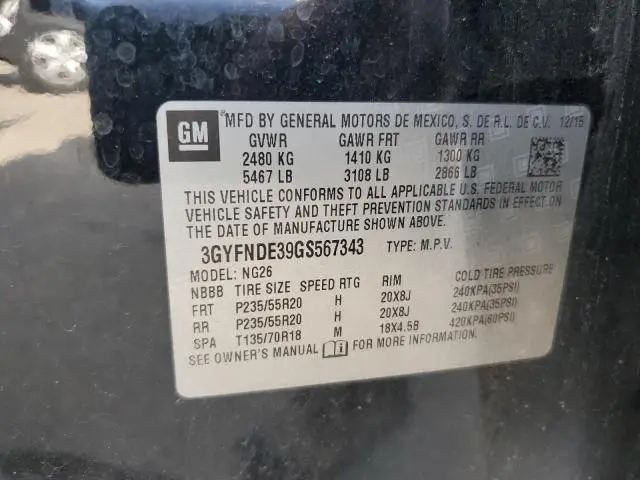 GM
MFD BY GENERAL MOTORS DE MEXICO, S. DE R.L. DE C.V. 12/15
GVWR GAWR FRT GAWR RR
2480 KG 1410 KG 1300 KG
5467 LB 3108 LB 2866 LB
THIS VEHICLE CONFORMS TO ALL APPLICABLE U.S. FEDERAL MOTOR
VEHICLE SAFETY AND THEFT PREVENTION STANDARDS IN EFFECT ON
THE DATE OF MANUFACTURE SHOWN ABOVE.
3GYFNDE39GS567343 TYPE: M.P.V.
MODEL: NG26
NBBB TIRE SIZE SPEED RTG RIM COLD TIRE PRESSURE
FRT P235/55R20 H 20X8J 240KPA(35PSI)
RR P235/55R20 H 20X8J 240KPA(35PSI)
SPA T135/70R18 M 18X4.5B 420KPA(60PSI)
SEE OWNER'S MANUAL FOR MORE INFORMATION.